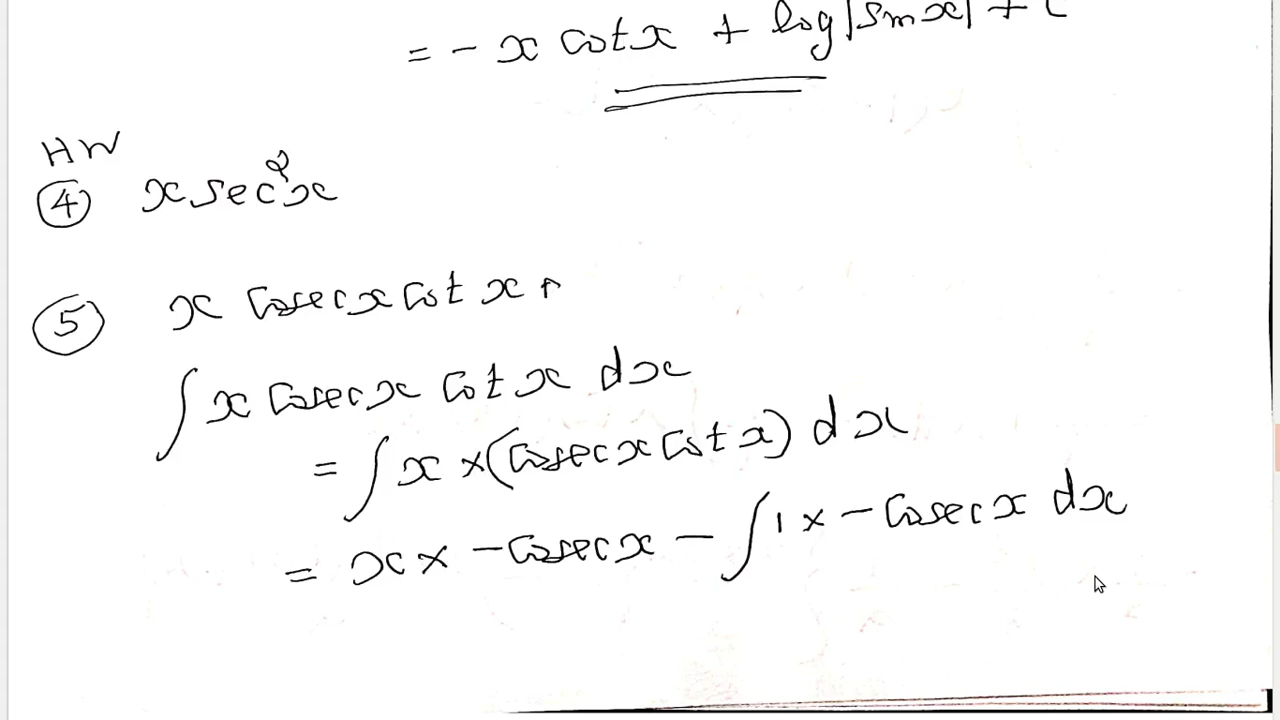 = - x cot x + log|sin x| + C
HW
④ x sec²x
⑤ x cosec x cot x
∫ x cosec x cot x dx
= ∫ x × (cosec x cot x) dx
= x × - cosec x - ∫ 1 × - cosec x dx